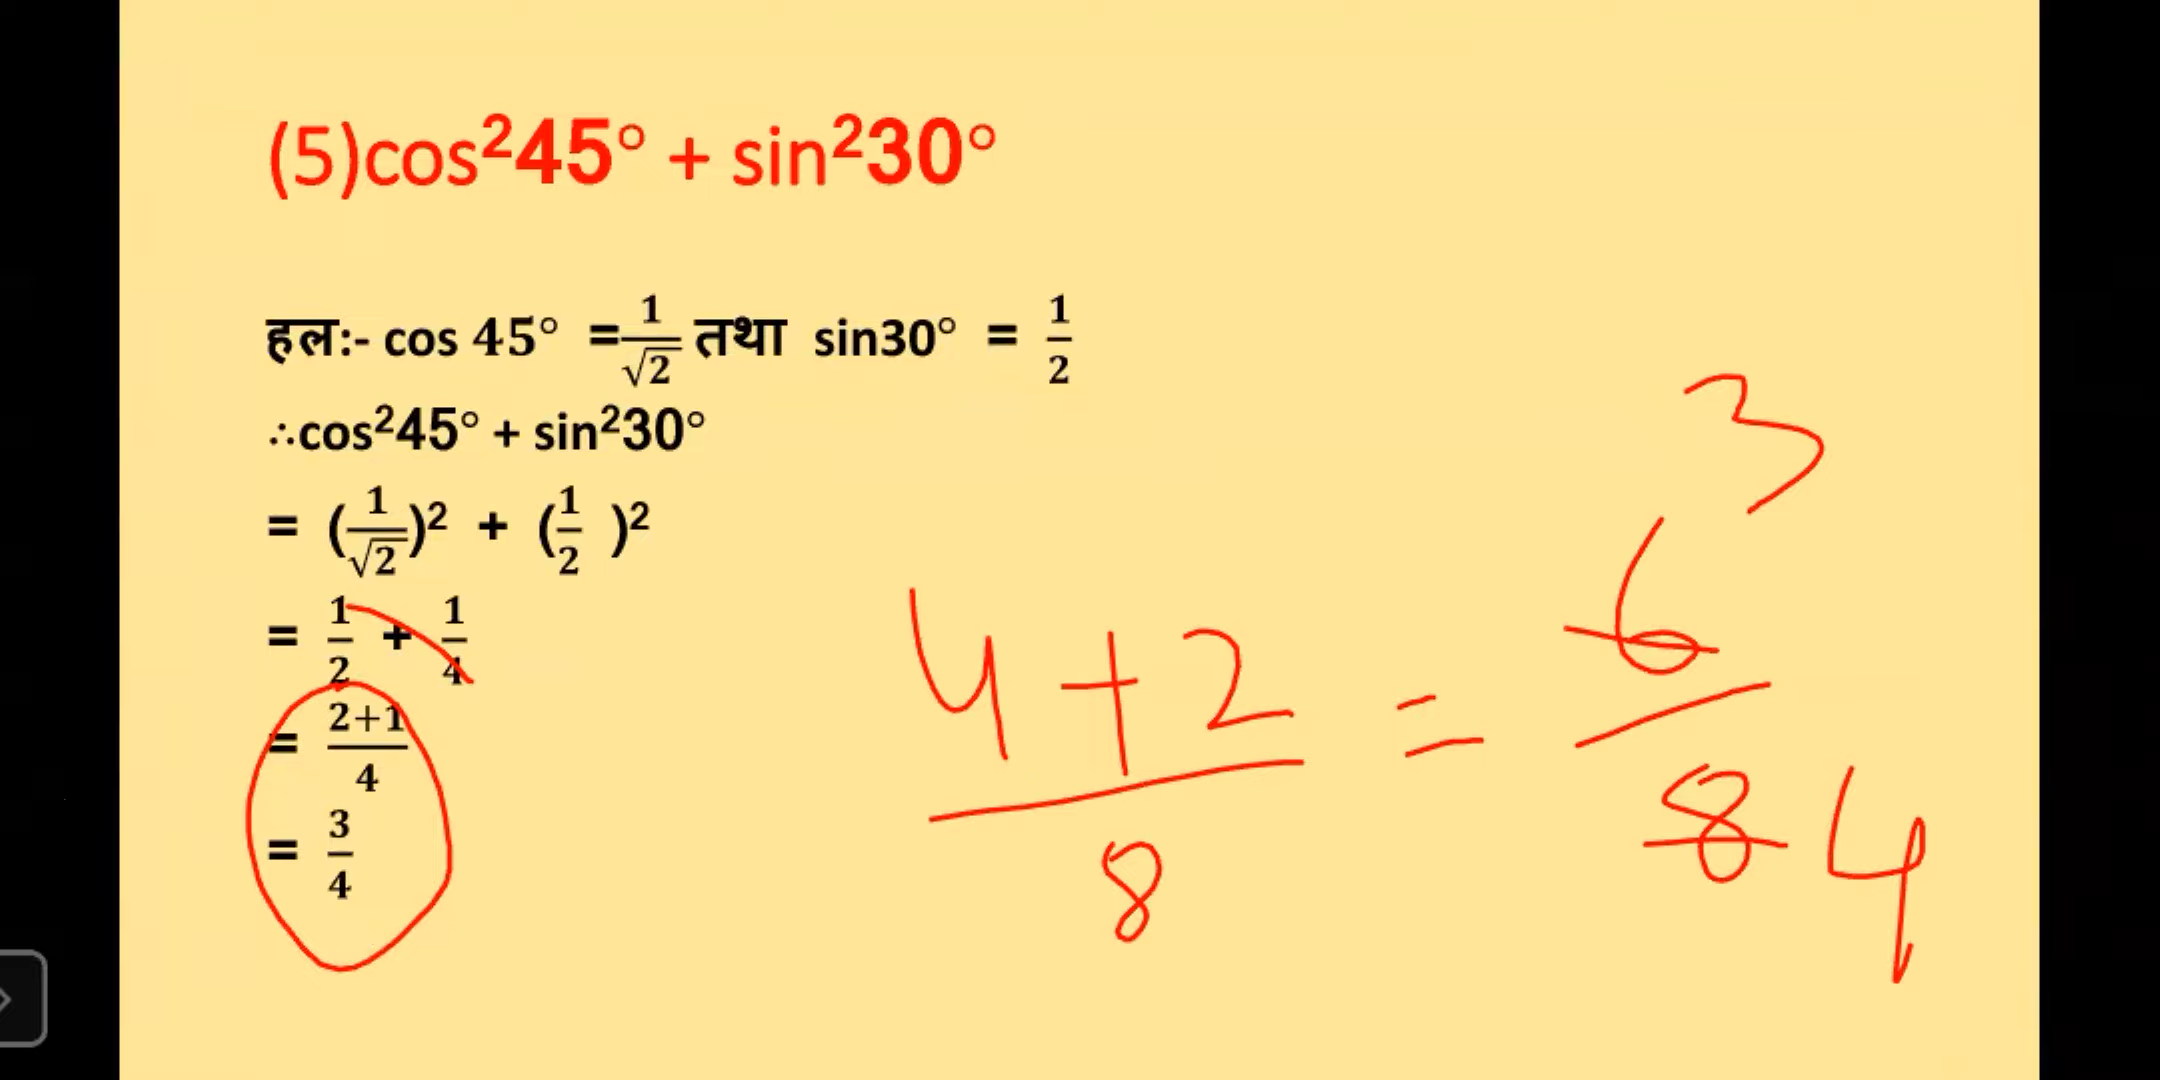 (5)cos²45° + sin²30°
हल:- cos 45° = 1/√2 तथा sin30° = 1/2
∴cos²45° + sin²30°
= (1/√2)² + (1/2 )²
= 1/2 + 1/4
= 2+1/4
= 3/4
4+2/8 = 6/8
3
4